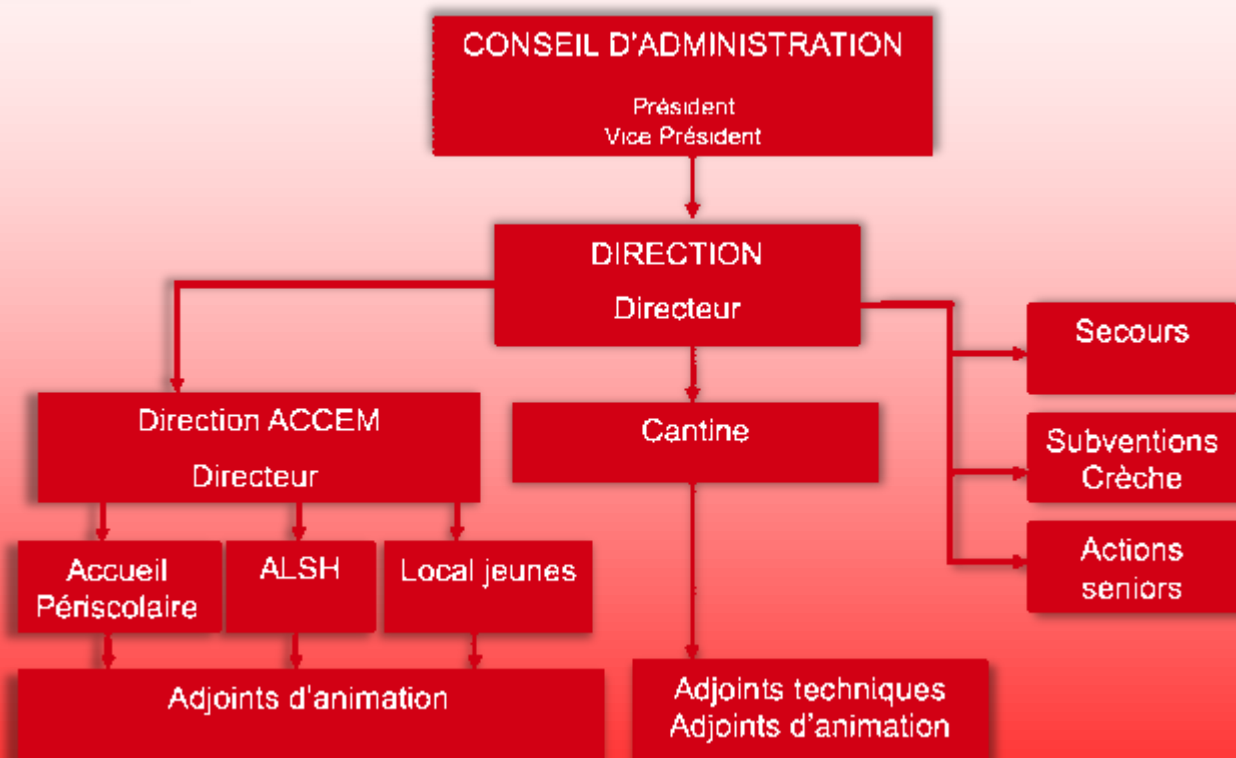 CONSEIL D'ADMINISTRATION
Président
Vice Président
DIRECTION
Directeur
Secours
Direction ACCEM
Directeur
Cantine
Subventions
Crèche
Accueil
Périscolaire
ALSH
Local jeunes
Actions
seniors
Adjoints d'animation
Adjoints techniques
Adjoints d'animation